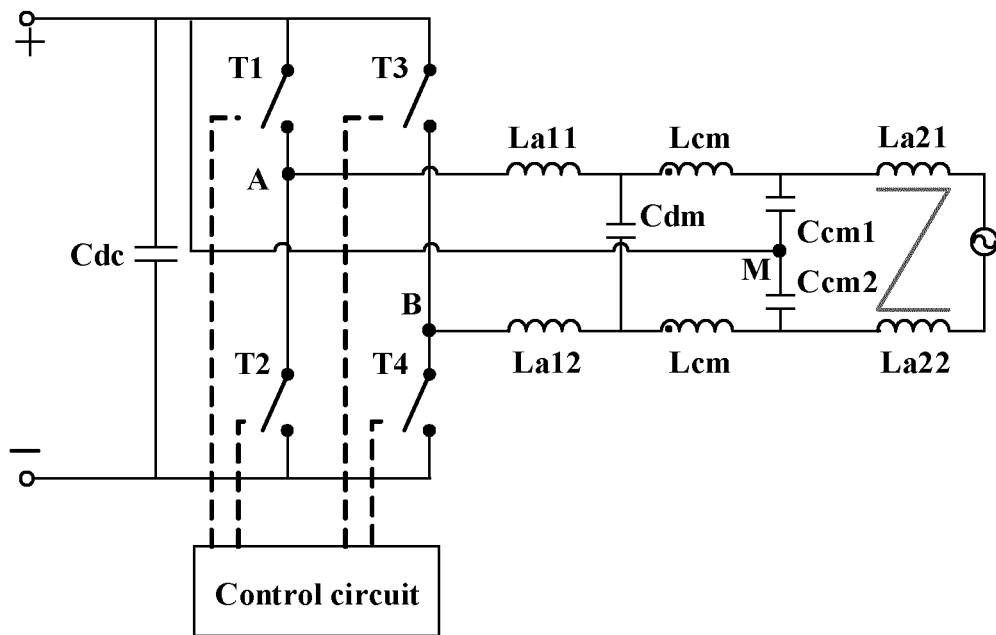 +
T1
T3
La11
Lcm
La21
A
Cdm
Ccm1
Cdc
M
Ccm2
B
T2
T4
La12
Lcm
La22
−
Control circuit